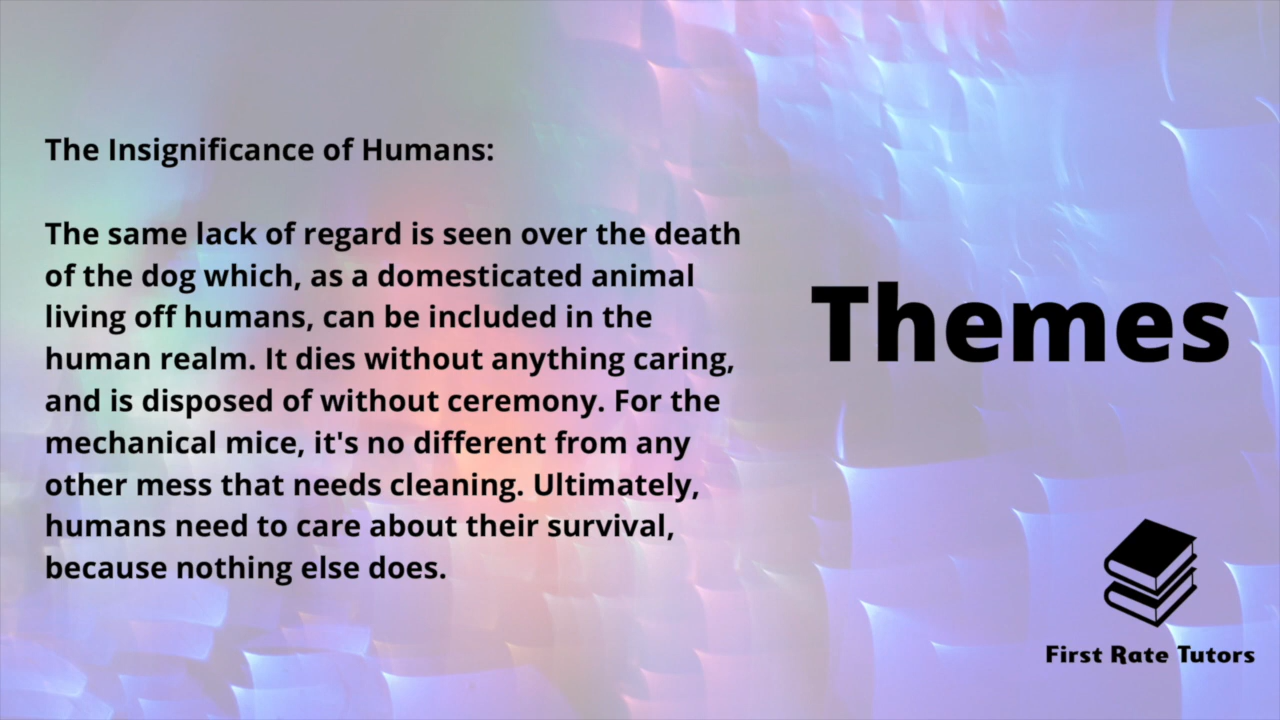 The Insignificance of Humans:
The same lack of regard is seen over the death
of the dog which, as a domesticated animal
living off humans, can be included in the
human realm. It dies without anything caring,
and is disposed of without ceremony. For the
mechanical mice, it's no different from any
other mess that needs cleaning. Ultimately,
humans need to care about their survival,
because nothing else does.
Themes
First Rate Tutors